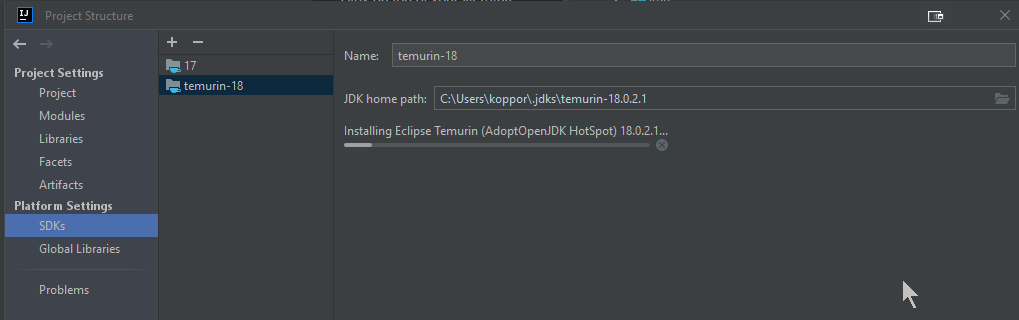 IJ Project Structure
Project Settings
Project
Modules
Libraries
Facets
Artifacts
Platform Settings
SDKs
Global Libraries
Problems
17
temurin-18
Name: temurin-18
JDK home path: C:\Users\koppor\.jdks\temurin-18.0.2.1
Installing Eclipse Temurin (AdoptOpenJDK HotSpot) 18.0.2.1...